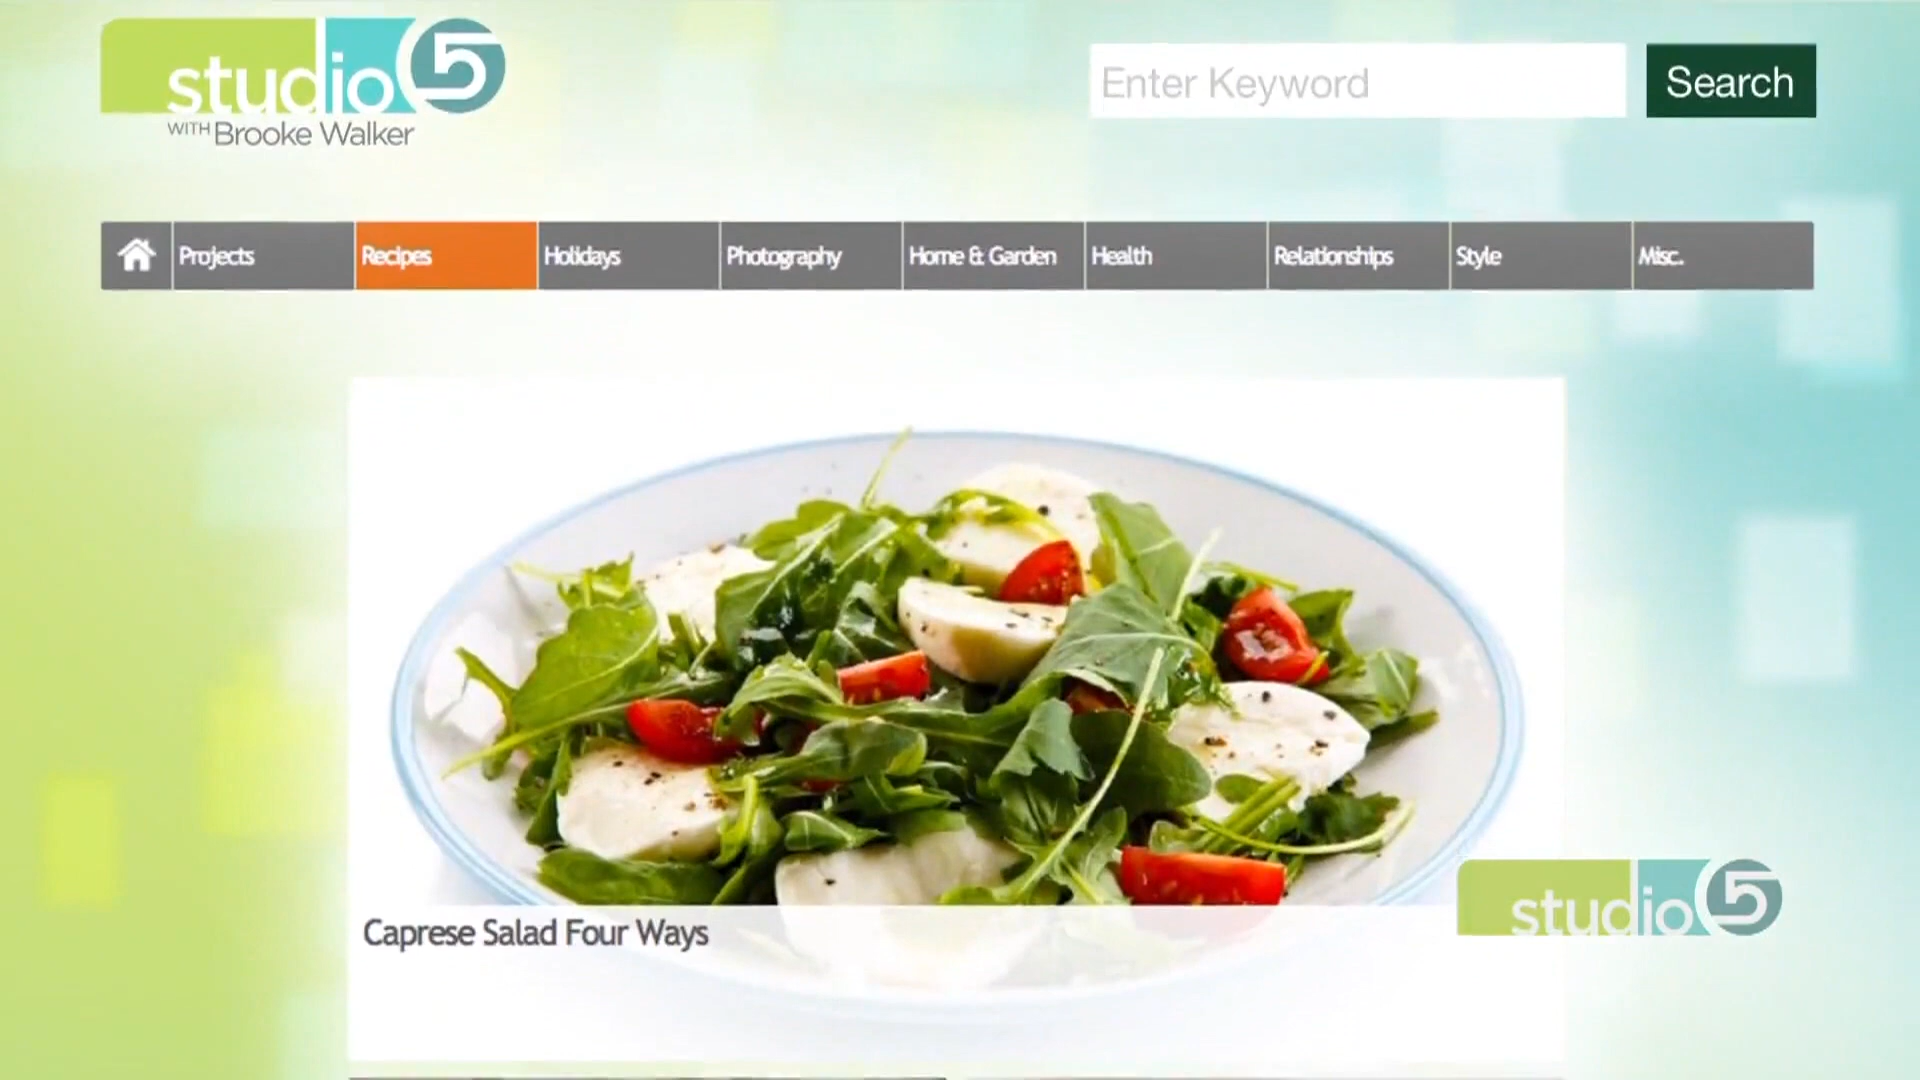 studio 5
WITH Brooke Walker
Enter Keyword
Search
Projects
Recipes
Holidays
Photography
Home & Garden
Health
Relationships
Style
Misc.
Caprese Salad Four Ways
studio 5